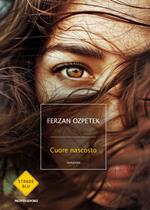 FERZAN OZPETEK
Cuore nascosto
romanzo
STRADE
BLU
MONDADORI